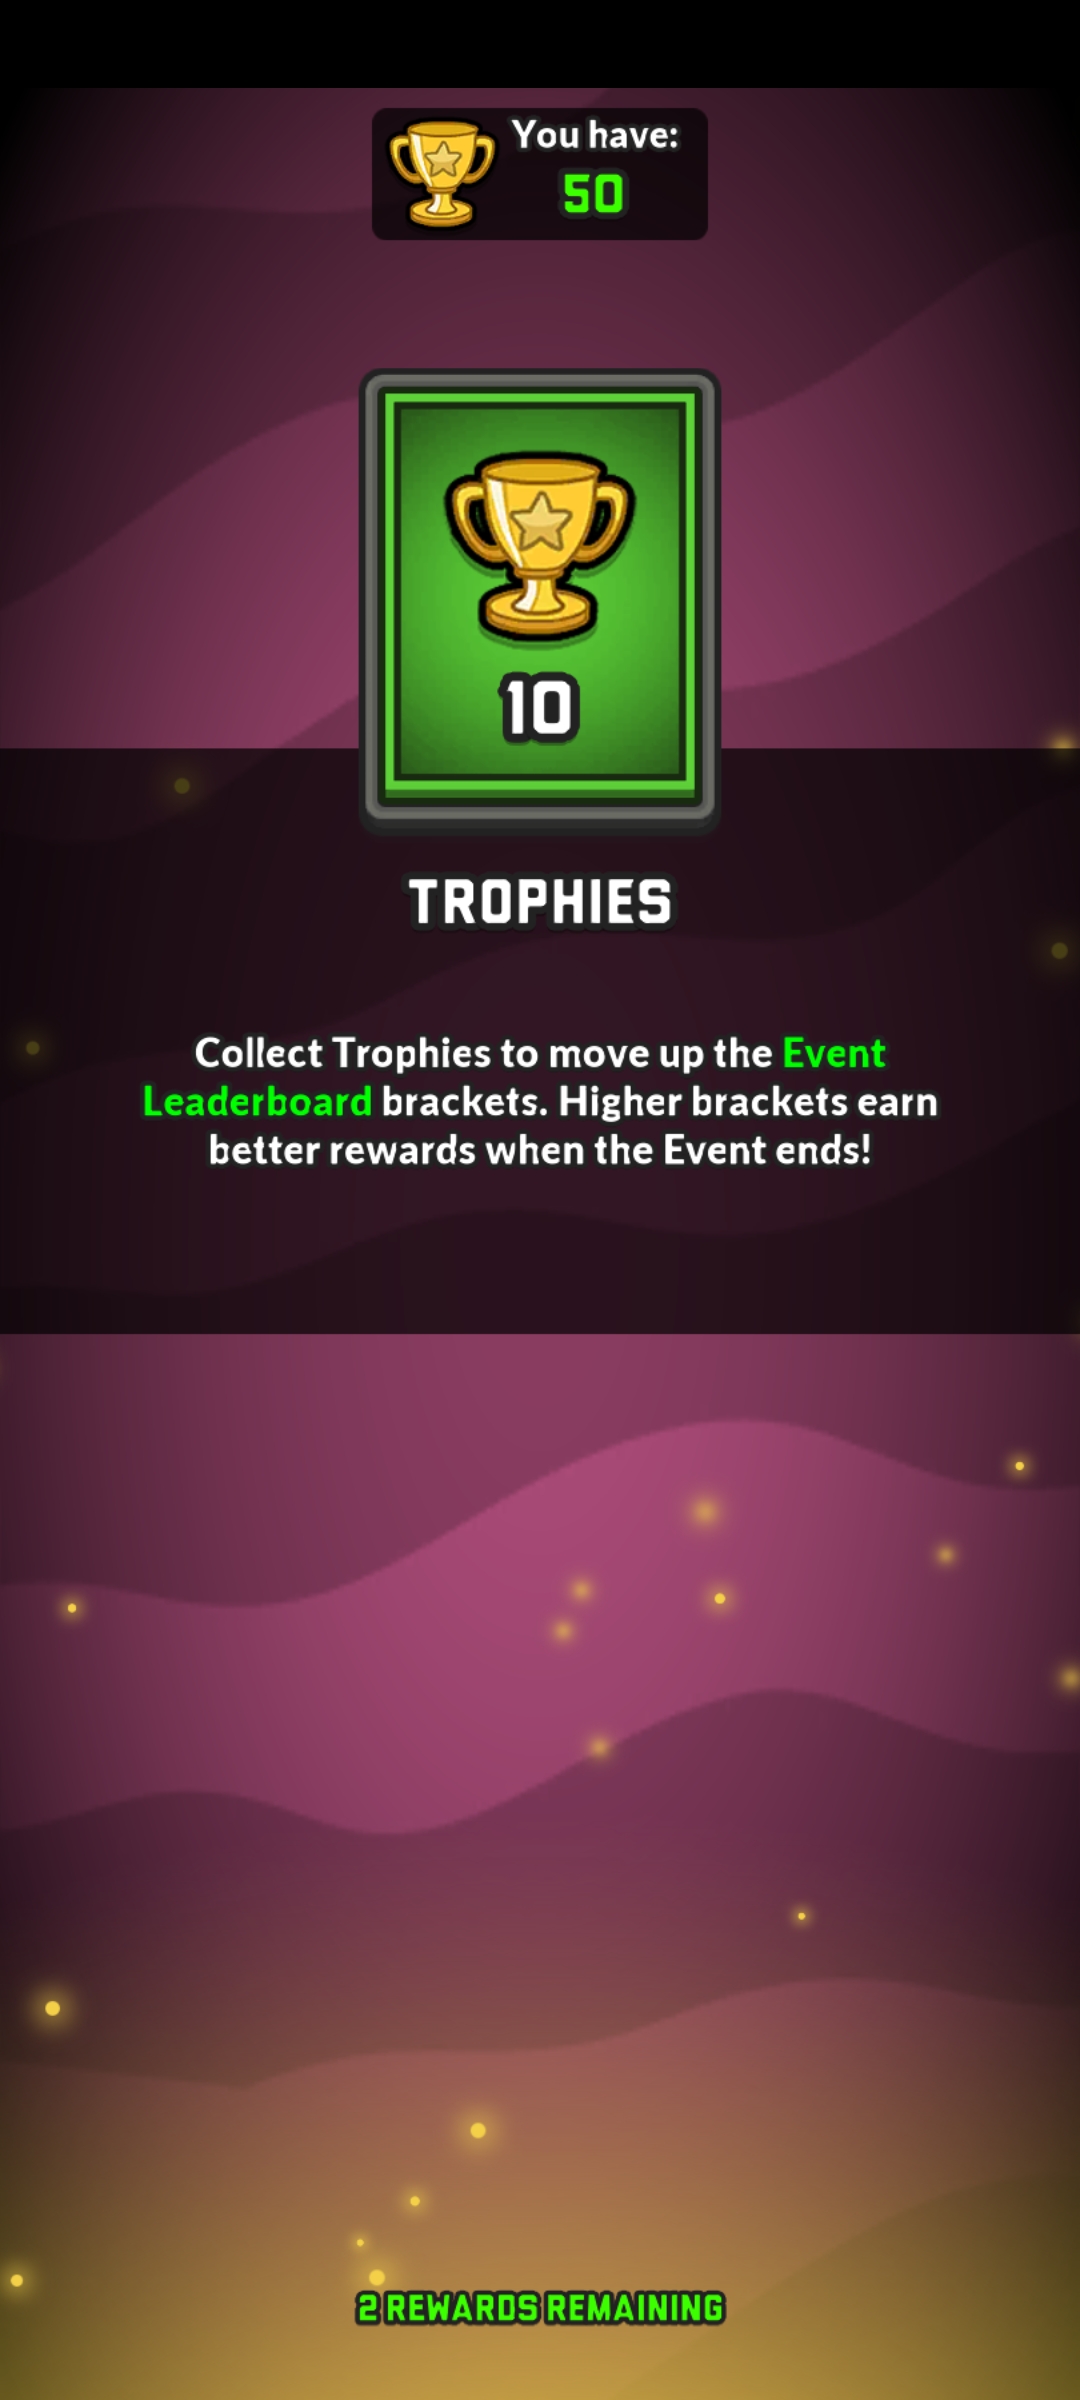 You have:
50
10
TROPHIES
Collect Trophies to move up the Event
Leaderboard brackets. Higher brackets earn
better rewards when the Event ends!
2 REWARDS REMAINING